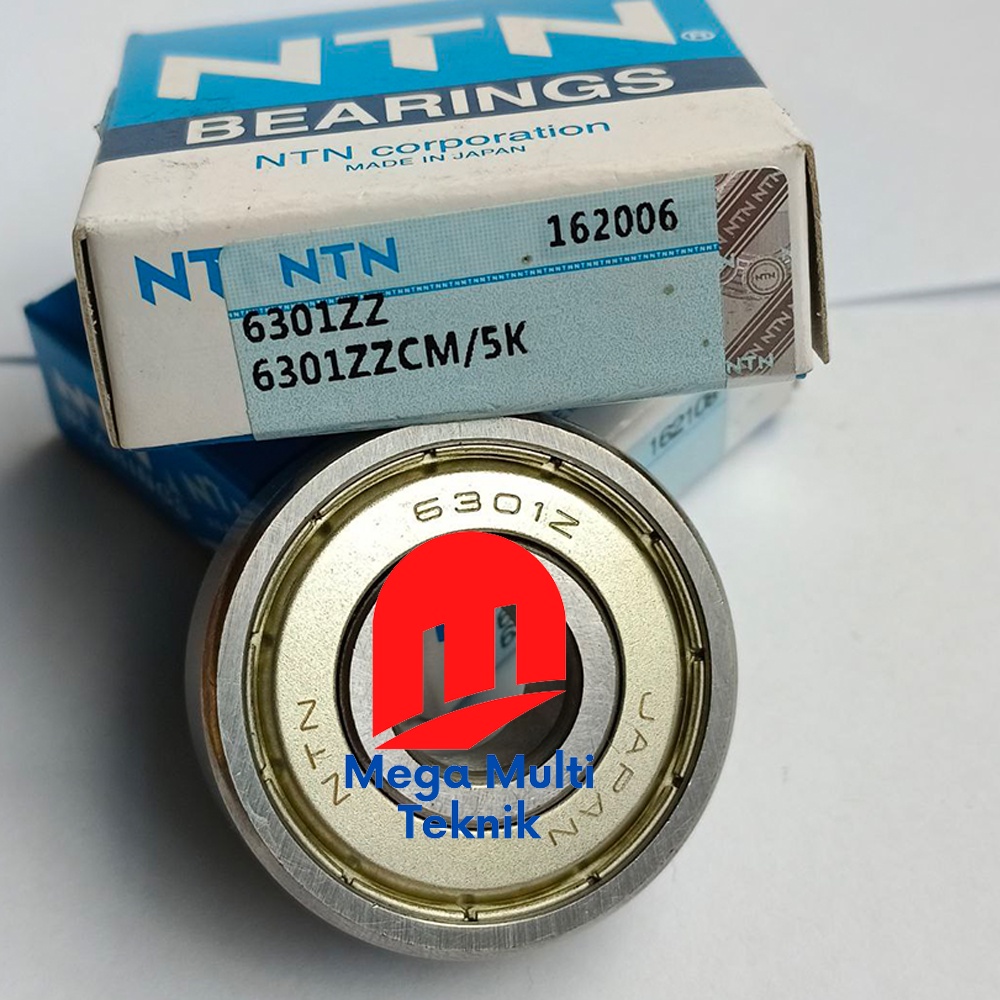 NTN
BEARINGS
NTN corporation
MADE IN JAPAN
NTN 162006
6301ZZ
6301ZZCM/5K
NTN
162106
6301Z
NTN
JAPAN
Mega Multi
Teknik